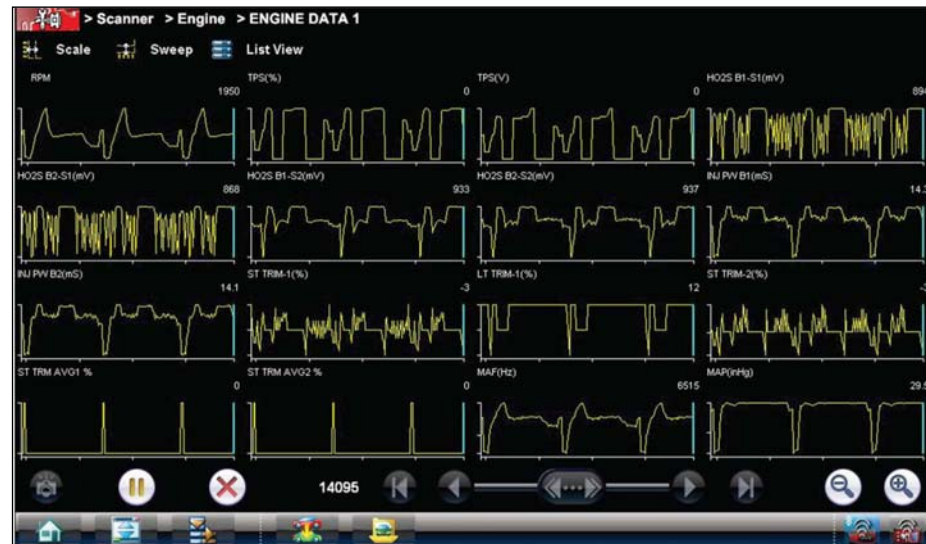 > Scanner > Engine > ENGINE DATA 1
Scale Sweep List View
RPM TPS(%) TPS(V) HO2S B1-S1(mV)
1950 0 0
HO2S B2-S1(mV) HO2S B1-S2(mV) HO2S B2-S2(mV) INJ PW B1(mS)
868 933 937
INJ PW B2(mS) ST TRIM-1(%) LT TRIM-1(%) ST TRIM-2(%)
14.1 -3 12
ST TRM AVG1 % ST TRM AVG2 % MAF(Hz) MAP(inHg)
0 0 6515
14095